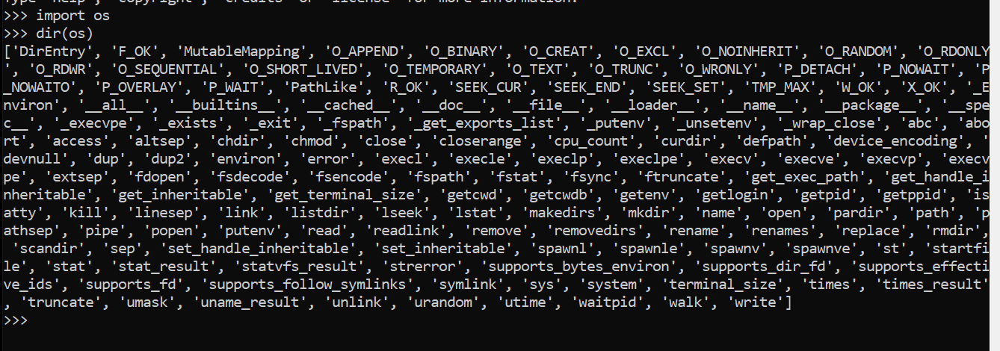 Type "help", "copyright", "credits" or "license" for more information.
>>> import os
>>> dir(os)
['DirEntry', 'F_OK', 'MutableMapping', 'O_APPEND', 'O_BINARY', 'O_CREAT', 'O_EXCL', 'O_NOINHERIT', 'O_RANDOM', 'O_RDONLY
', 'O_RDWR', 'O_SEQUENTIAL', 'O_SHORT_LIVED', 'O_TEMPORARY', 'O_TEXT', 'O_TRUNC', 'O_WRONLY', 'P_DETACH', 'P_NOWAIT', 'P
_NOWAITO', 'P_OVERLAY', 'P_WAIT', 'PathLike', 'R_OK', 'SEEK_CUR', 'SEEK_END', 'SEEK_SET', 'TMP_MAX', 'W_OK', 'X_OK', '_E
nviron', '__all__', '__builtins__', '__cached__', '__doc__', '__file__', '__loader__', '__name__', '__package__', '__spe
c__', '_execvpe', '_exists', '_exit', '_fspath', '_get_exports_list', '_putenv', '_unsetenv', '_wrap_close', 'abc', 'abo
rt', 'access', 'altsep', 'chdir', 'chmod', 'close', 'closerange', 'cpu_count', 'curdir', 'defpath', 'device_encoding', '
devnull', 'dup', 'dup2', 'environ', 'error', 'execl', 'execle', 'execlp', 'execlpe', 'execv', 'execve', 'execvp', 'execv
pe', 'extsep', 'fdopen', 'fsdecode', 'fsencode', 'fspath', 'fstat', 'fsync', 'ftruncate', 'get_exec_path', 'get_handle_i
nheritable', 'get_inheritable', 'get_terminal_size', 'getcwd', 'getcwdb', 'getenv', 'getlogin', 'getpid', 'getppid', 'is
atty', 'kill', 'linesep', 'link', 'listdir', 'lseek', 'lstat', 'makedirs', 'mkdir', 'name', 'open', 'pardir', 'path', 'p
athsep', 'pipe', 'popen', 'putenv', 'read', 'readlink', 'remove', 'removedirs', 'rename', 'renames', 'replace', 'rmdir',
 'scandir', 'sep', 'set_handle_inheritable', 'set_inheritable', 'spawnl', 'spawnle', 'spawnv', 'spawnve', 'st', 'startfi
le', 'stat', 'stat_result', 'statvfs_result', 'strerror', 'supports_bytes_environ', 'supports_dir_fd', 'supports_effecti
ve_ids', 'supports_fd', 'supports_follow_symlinks', 'symlink', 'sys', 'system', 'terminal_size', 'times', 'times_result'
, 'truncate', 'umask', 'uname_result', 'unlink', 'urandom', 'utime', 'waitpid', 'walk', 'write']
>>>